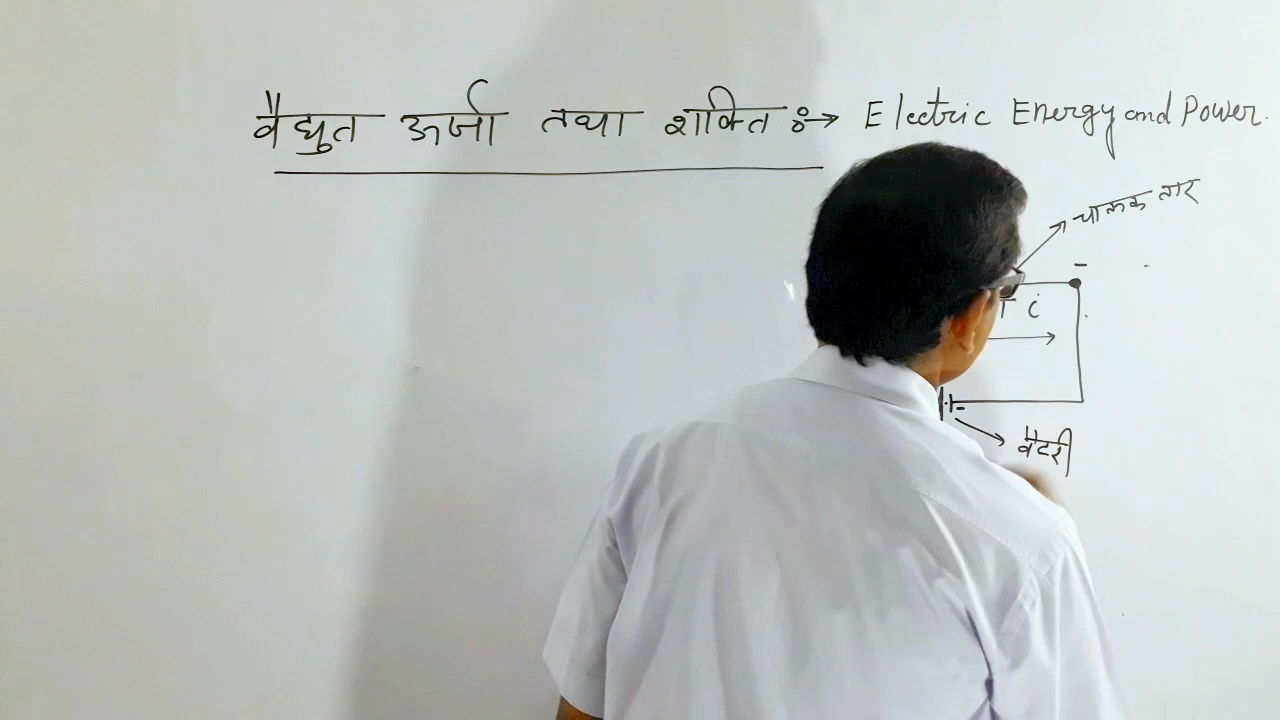 वैद्युत ऊर्जा तथा शक्ति :→ Electric Energy and Power.
चालक तार
-
i
-
बैटरी